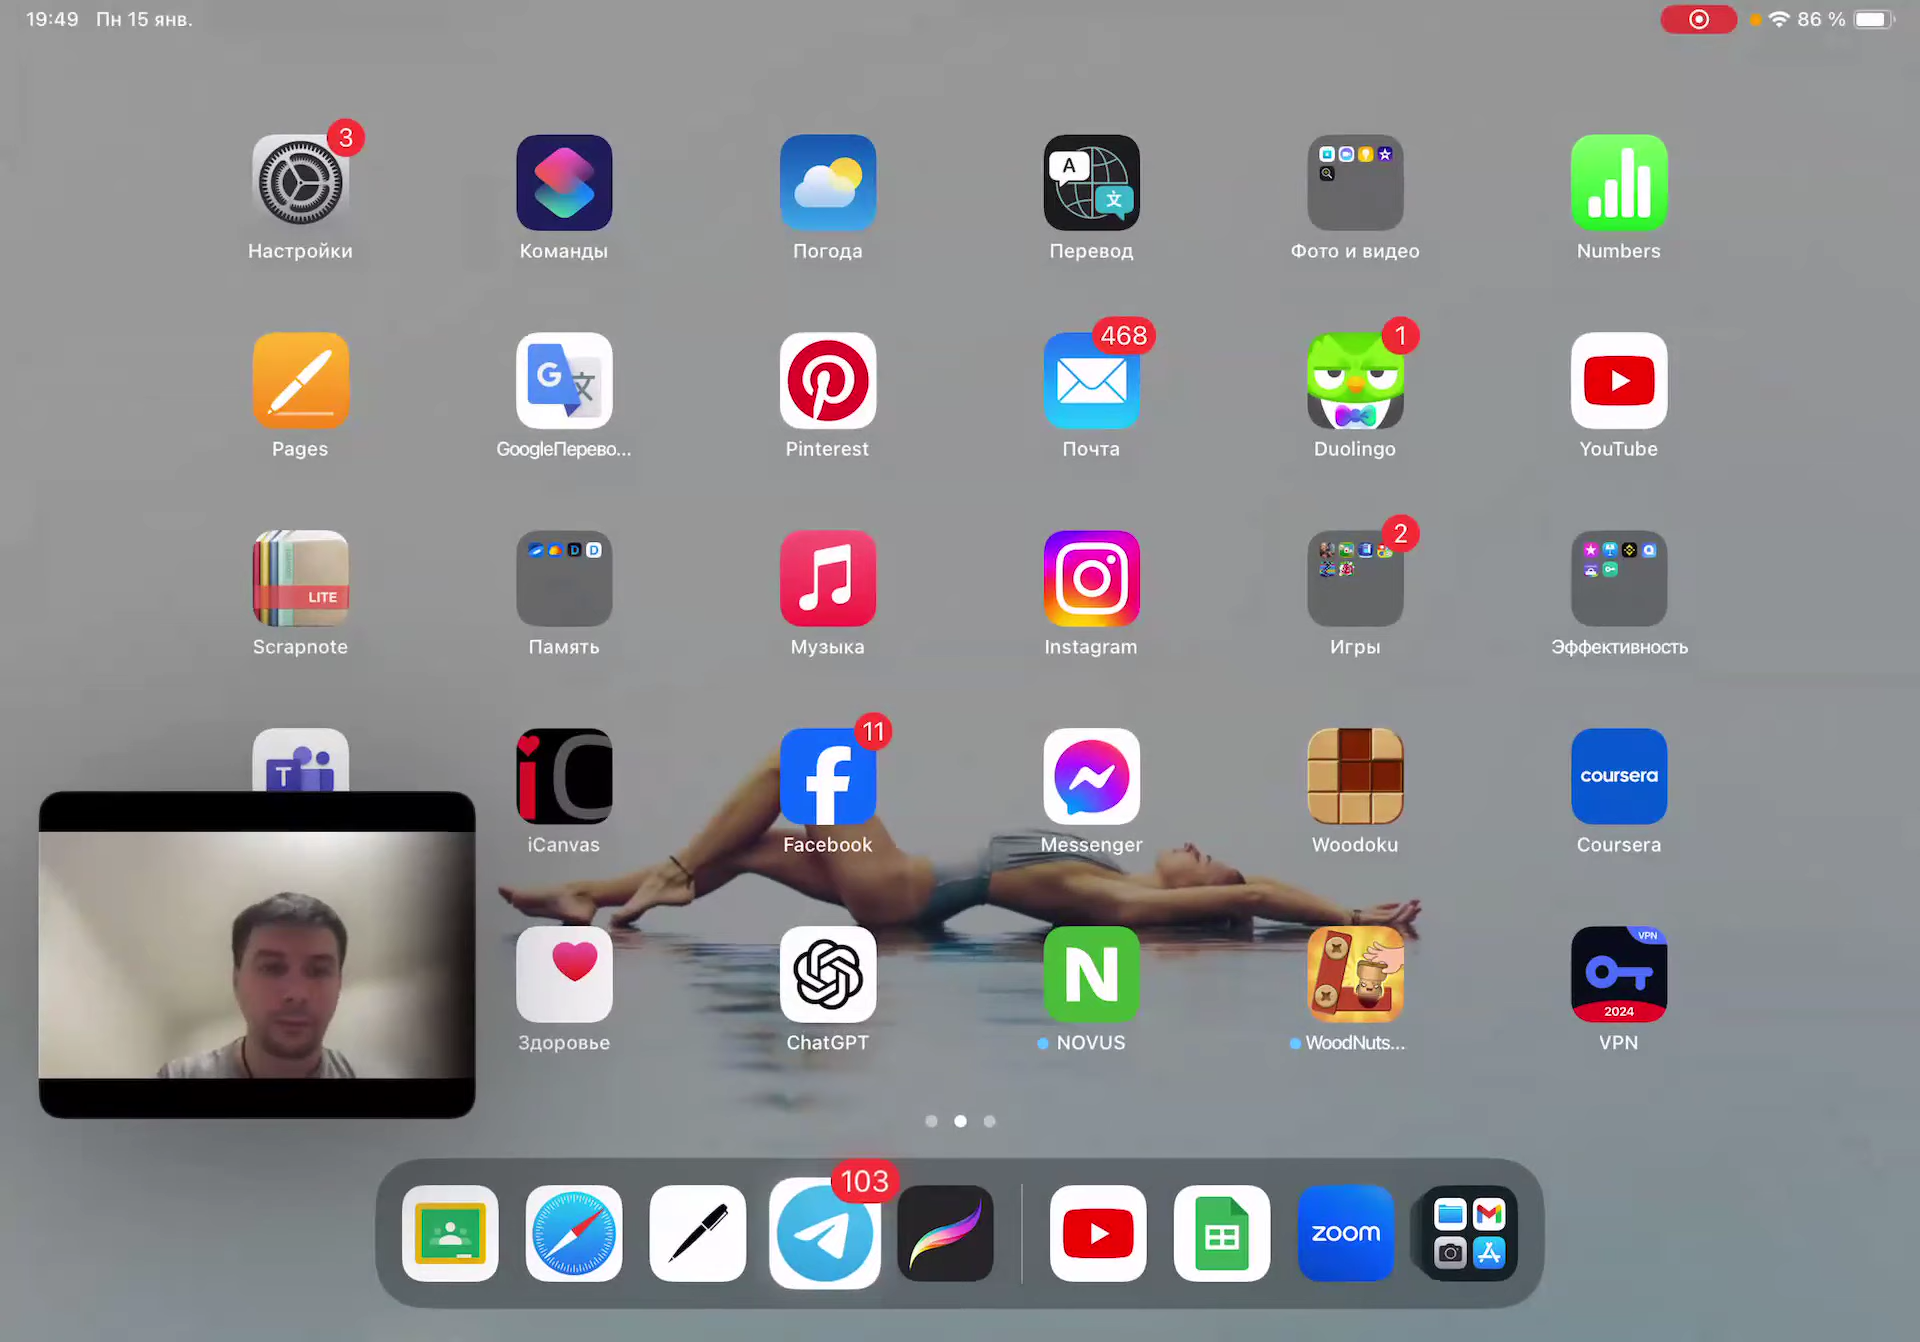 19:49 Пн 15 янв.
86 %
3
Настройки
Команды
Погода
A
文
Перевод
Фото и видео
Numbers
Pages
G
文
GoogleПерево...
Pinterest
468
Почта
1
Duolingo
YouTube
LITE
Scrapnote
D D
Память
Музыка
Instagram
2
Игры
Эффективность
T
iC
iCanvas
11
f
Facebook
Messenger
Woodoku
coursera
Coursera
Здоровье
ChatGPT
N
NOVUS
WoodNuts...
VPN
2024
VPN
103
zoom